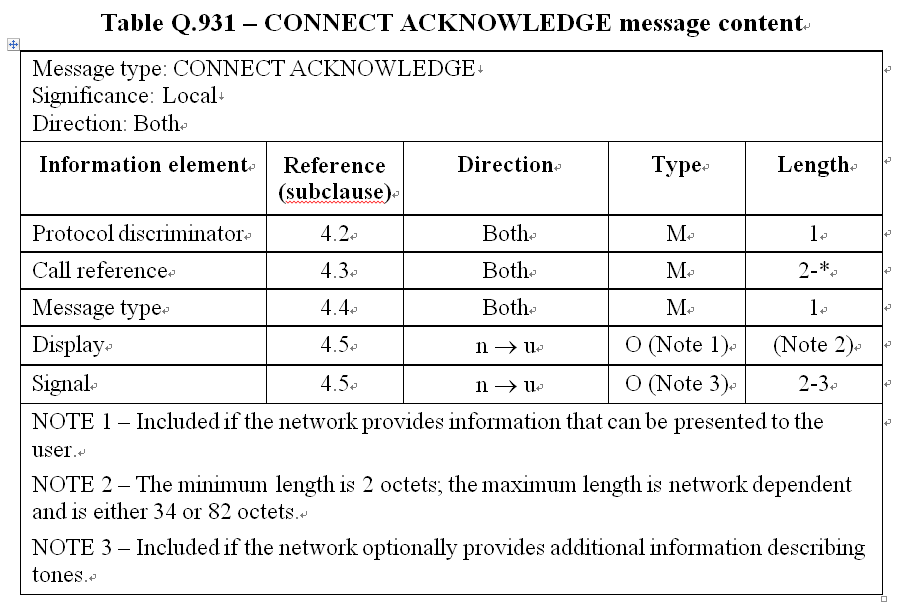 Table Q.931 – CONNECT ACKNOWLEDGE message content
Message type: CONNECT ACKNOWLEDGE
Significance: Local
Direction: Both
Information element Reference (subclause) Direction Type Length
Protocol discriminator 4.2 Both M 1
Call reference 4.3 Both M 2-*
Message type 4.4 Both M 1
Display 4.5 n → u O (Note 1) (Note 2)
Signal 4.5 n → u O (Note 3) 2-3
NOTE 1 – Included if the network provides information that can be presented to the
user.
NOTE 2 – The minimum length is 2 octets; the maximum length is network dependent
and is either 34 or 82 octets.
NOTE 3 – Included if the network optionally provides additional information describing
tones.